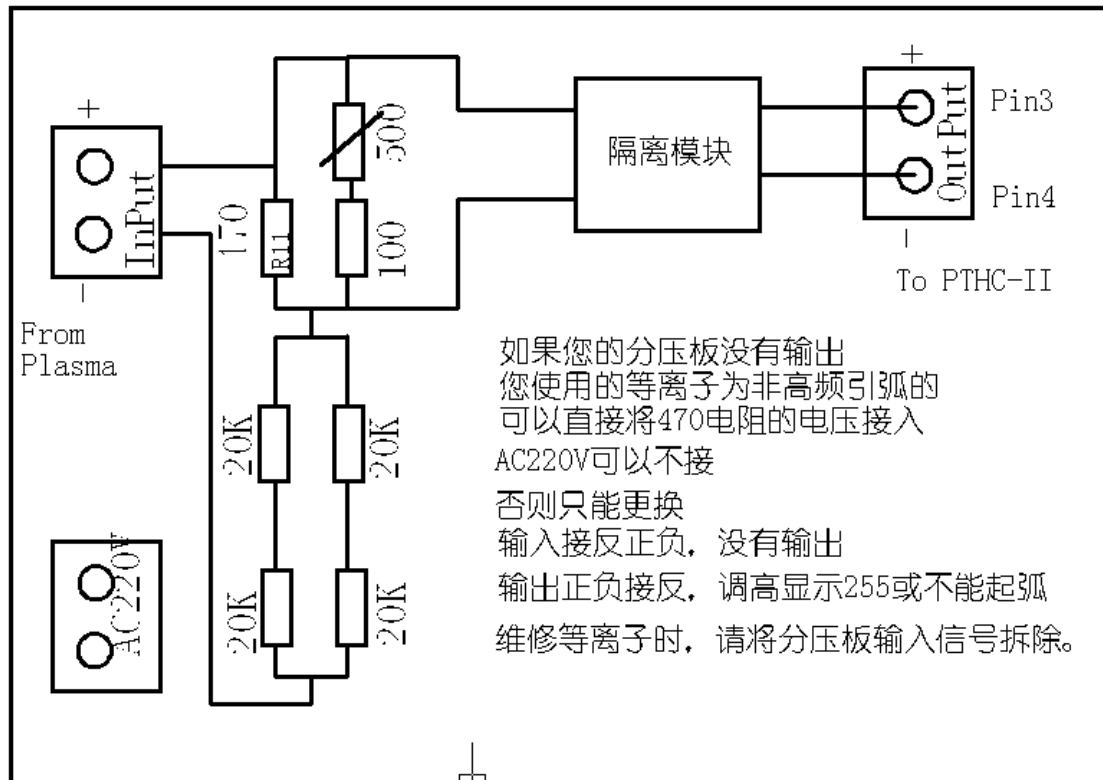 +
Pin3
OutPut
Pin4
−
To PTHC-II
隔离模块
500
170
R11
100
+
InPut
−
From
Plasma
20K
20K
20K
20K
AC220V
如果您的分压板没有输出
您使用的等离子为非高频引弧的
可以直接将470电阻的电压接入
AC220V可以不接
否则只能更换
输入接反正负，没有输出
输出正负接反，调高显示255或不能起弧
维修等离子时，请将分压板输入信号拆除。